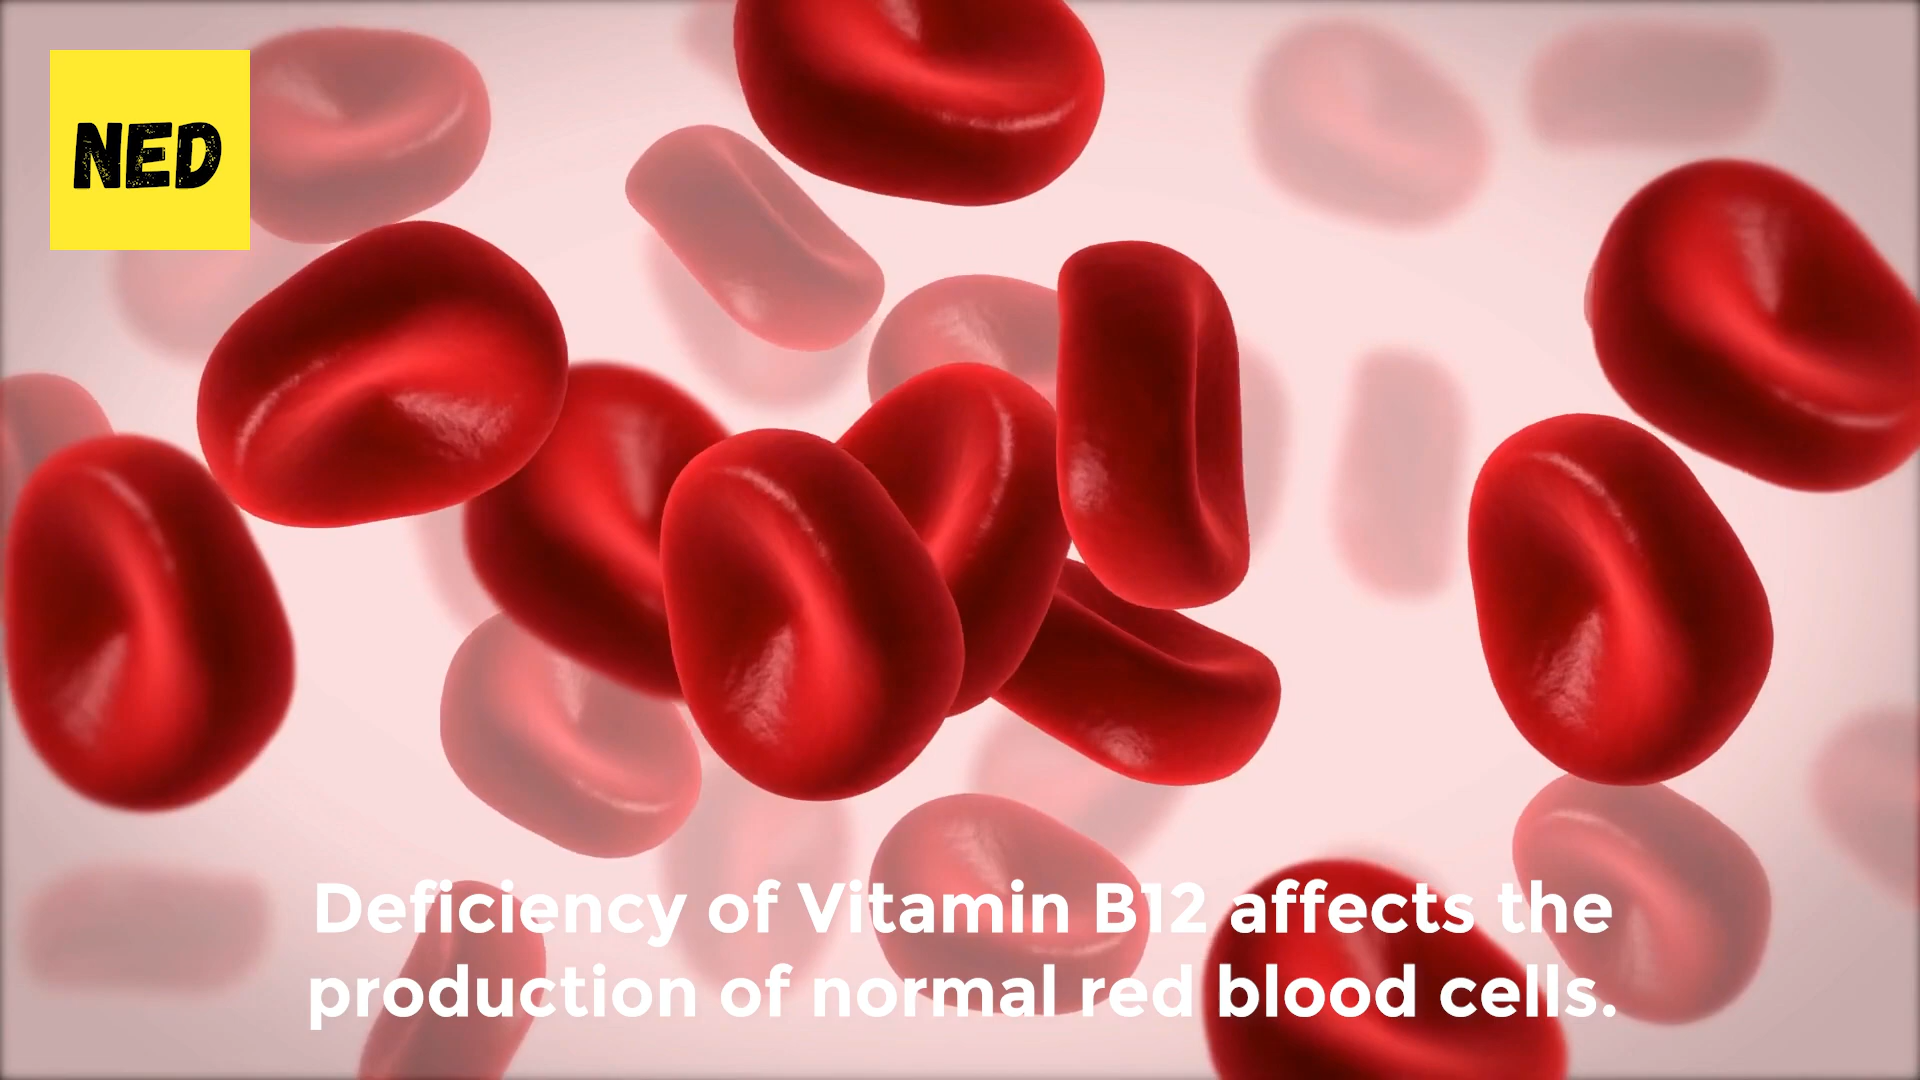 NED
Deficiency of Vitamin B12 affects the
production of normal red blood cells.